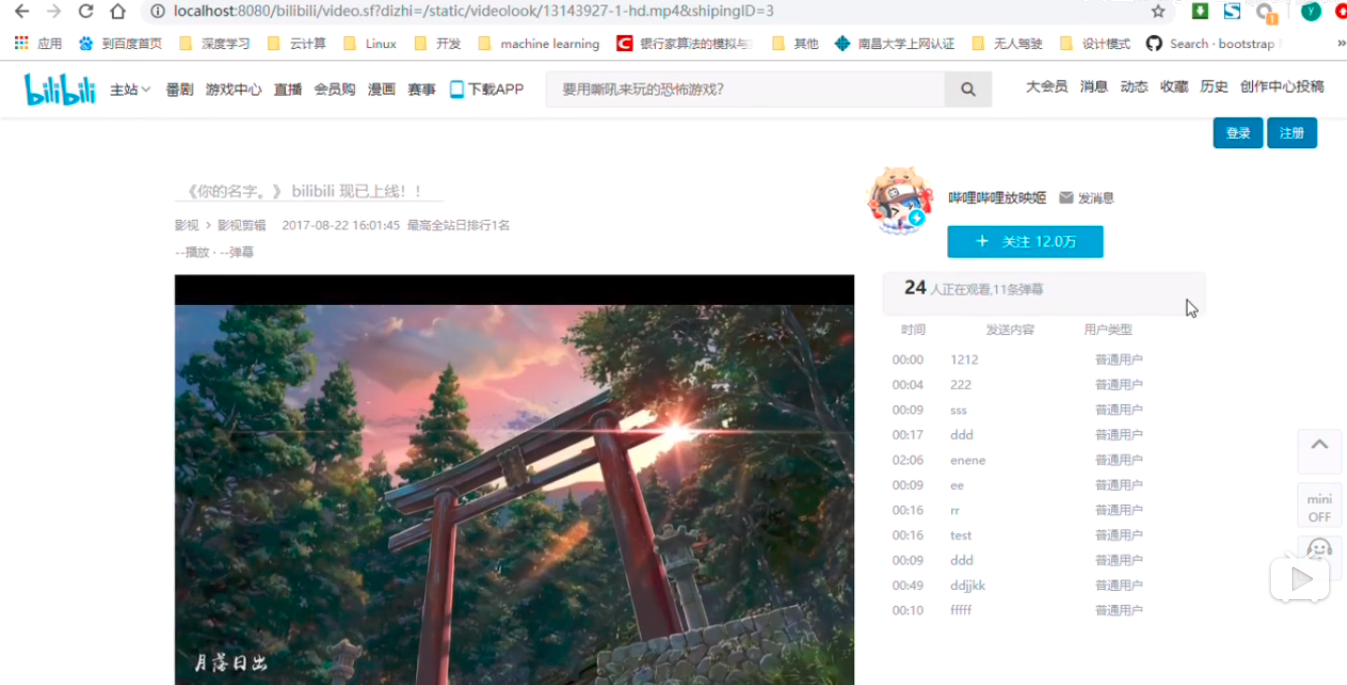 localhost:8080/bilibili/video.sf?dizhi=/static/videolook/13143927-1-hd.mp4&shipingID=3
应用 到百度首页 深度学习 云计算 Linux 开发 machine learning 银行家算法的模拟与 其他 南昌大学上网认证 无人驾驶 设计模式 Search · bootstrap »
bilibili 主站 番剧 游戏中心 直播 会员购 漫画 赛事 下载APP 要用嘶吼来玩的恐怖游戏? 大会员 消息 动态 收藏 历史 创作中心投稿
登录 注册
《你的名字。》 bilibili 现已上线！！
影视 > 影视剪辑 2017-08-22 16:01:45 最高全站日排行1名
--播放 · --弹幕
哔哩哔哩放映姬 发消息
+ 关注 12.0万
24 人正在观看,11条弹幕
时间 发送内容 用户类型
00:00 1212 普通用户
00:04 222 普通用户
00:09 sss 普通用户
00:17 ddd 普通用户
02:06 enene 普通用户
00:09 ee 普通用户
00:16 rr 普通用户
00:16 test 普通用户
00:09 ddd 普通用户
00:49 ddjjkk 普通用户
00:10 fffff 普通用户
mini
OFF
月落日出